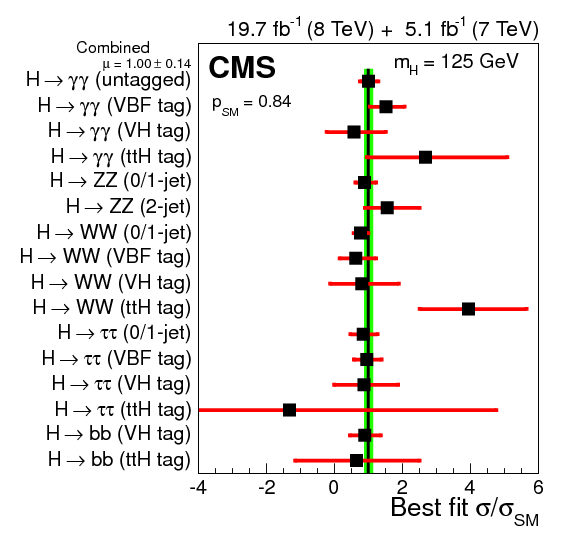 19.7 fb⁻¹ (8 TeV) + 5.1 fb⁻¹ (7 TeV)
Combined
μ = 1.00 ± 0.14
CMS
m_H = 125 GeV
p_SM = 0.84
H → γγ (untagged)
H → γγ (VBF tag)
H → γγ (VH tag)
H → γγ (ttH tag)
H → ZZ (0/1-jet)
H → ZZ (2-jet)
H → WW (0/1-jet)
H → WW (VBF tag)
H → WW (VH tag)
H → WW (ttH tag)
H → ττ (0/1-jet)
H → ττ (VBF tag)
H → ττ (VH tag)
H → ττ (ttH tag)
H → bb (VH tag)
H → bb (ttH tag)
-4 -2 0 2 4 6
Best fit σ/σ_SM